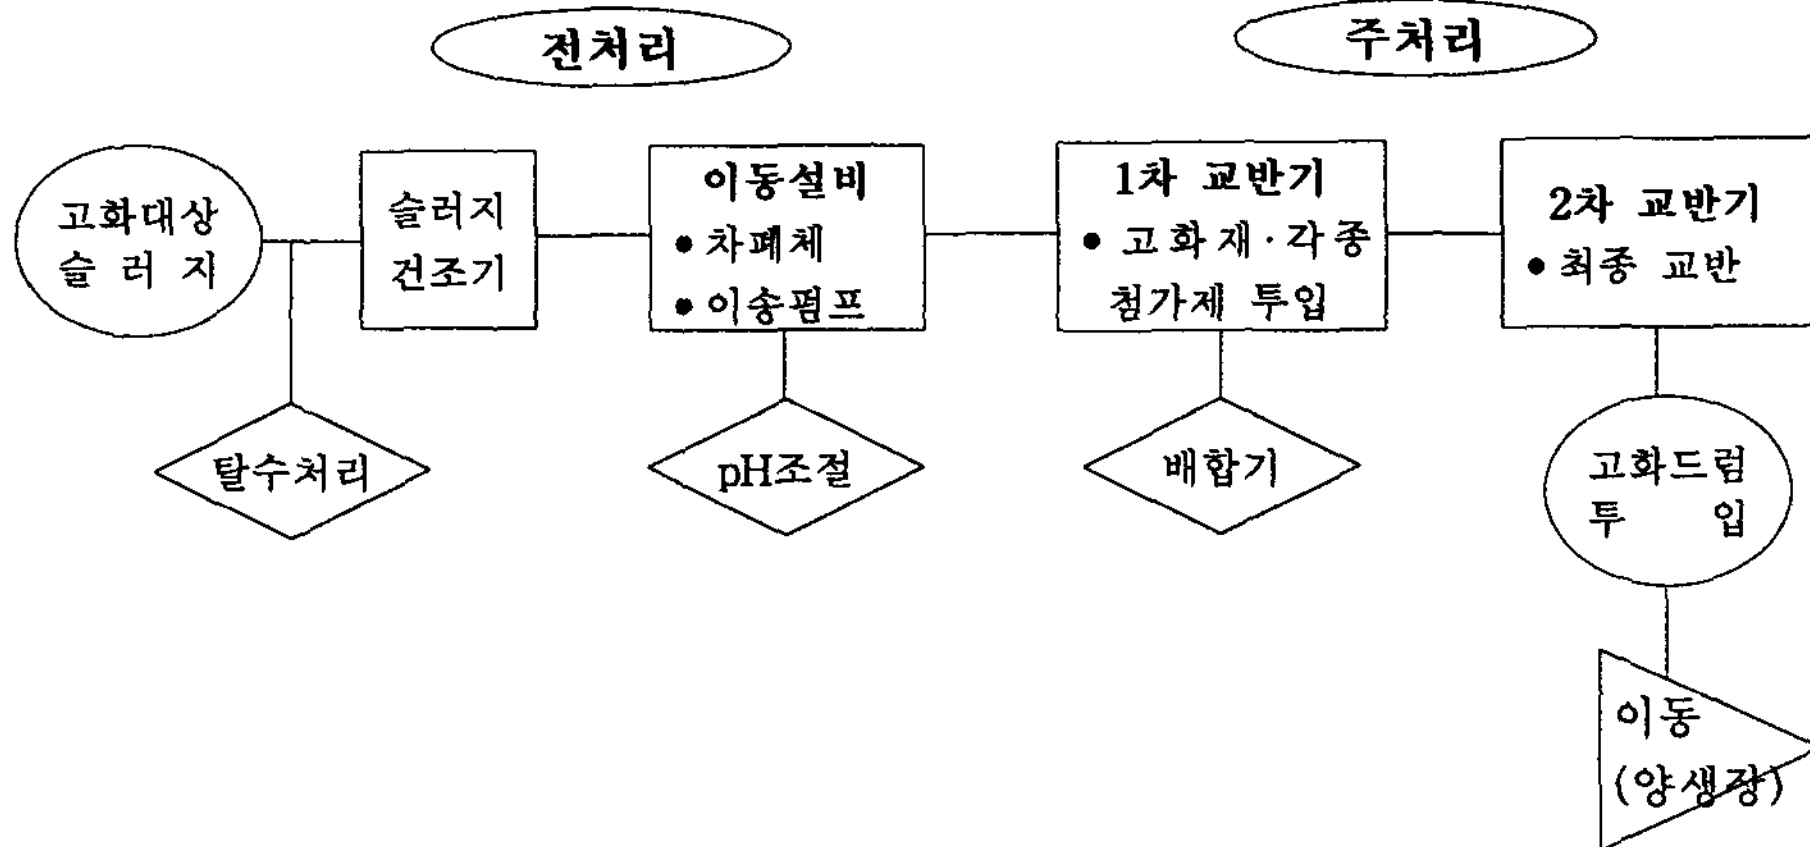 전처리
주처리
고화대상
슬 러 지
슬러지
건조기
이동설비
• 차폐체
• 이송펌프
1차 교반기
• 고화재·각종
첨가제 투입
2차 교반기
• 최종 교반
탈수처리
pH조절
배합기
고화드럼
투 입
이동
(양생장)